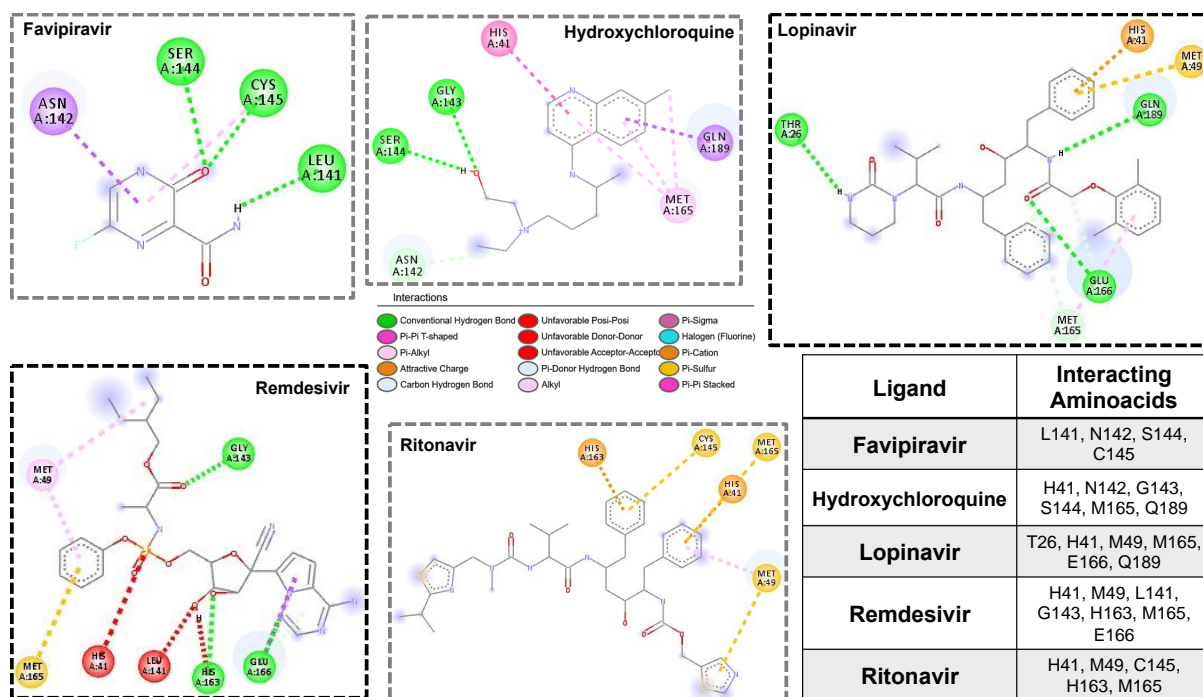 Favipiravir
SER
A:144
CYS
A:145
ASN
A:142
LEU
A:141
H
N
O
N
O
N
N
F
O
Hydroxychloroquine
HIS
A:41
GLY
A:143
SER
A:144
GLN
A:189
MET
A:165
ASN
A:142
H
O
N
N
N+
Lopinavir
HIS
A:41
MET
A:49
GLN
A:189
THR
A:26
GLU
A:166
MET
A:165
O
H
N
H
N
N
O
O
N
O
O
Interactions
Conventional Hydrogen Bond
Unfavorable Posi-Posi
Pi-Sigma
Pi-Pi T-shaped
Unfavorable Donor-Donor
Halogen (Fluorine)
Pi-Alkyl
Unfavorable Acceptor-Acceptor
Pi-Cation
Attractive Charge
Pi-Donor Hydrogen Bond
Pi-Sulfur
Carbon Hydrogen Bond
Alkyl
Pi-Pi Stacked
Remdesivir
GLY
A:143
MET
A:49
MET
A:165
HIS
A:41
LEU
A:141
HIS
A:163
GLU
A:166
Ritonavir
HIS
A:163
CYS
A:145
MET
A:165
HIS
A:41
MET
A:49
Ligand
Interacting
Aminoacids
Favipiravir
L141, N142, S144,
C145
Hydroxychloroquine
H41, N142, G143,
S144, M165, Q189
Lopinavir
T26, H41, M49, M165,
E166, Q189
Remdesivir
H41, M49, L141,
G143, H163, M165,
E166
Ritonavir
H41, M49, C145,
H163, M165